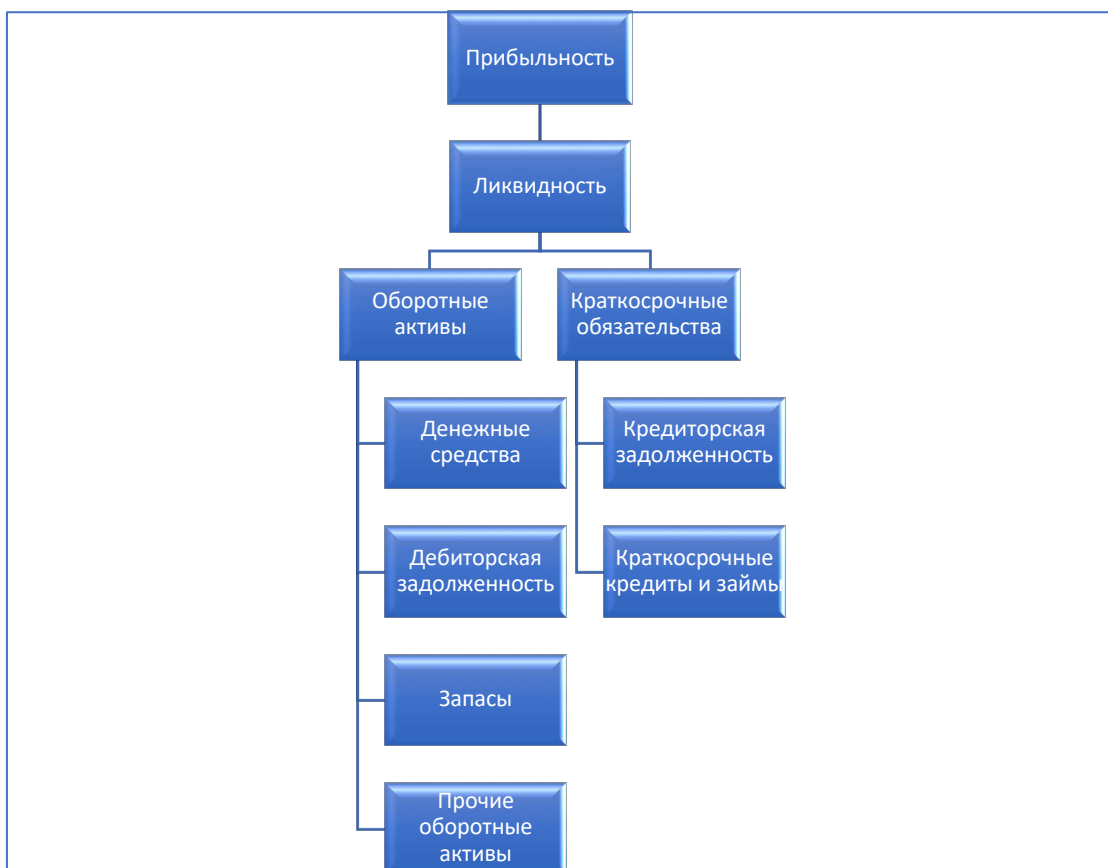 Прибыльность
Ликвидность
Оборотные
активы
Краткосрочные
обязательства
Денежные
средства
Кредиторская
задолженность
Дебиторская
задолженность
Краткосрочные
кредиты и займы
Запасы
Прочие
оборотные
активы